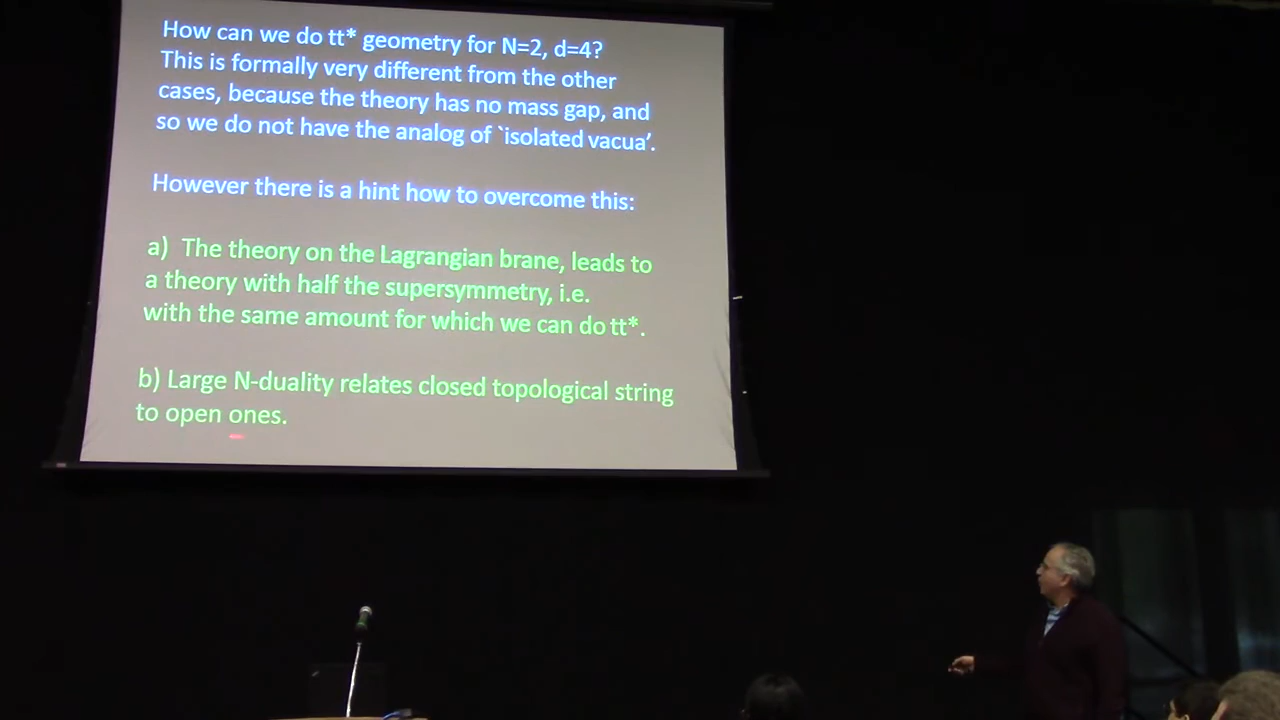 How can we do tt* geometry for N=2, d=4?
This is formally very different from the other
cases, because the theory has no mass gap, and
so we do not have the analog of `isolated vacua'.
However there is a hint how to overcome this:
a) The theory on the Lagrangian brane, leads to
a theory with half the supersymmetry, i.e.
with the same amount for which we can do tt*.
b) Large N-duality relates closed topological string
to open ones.